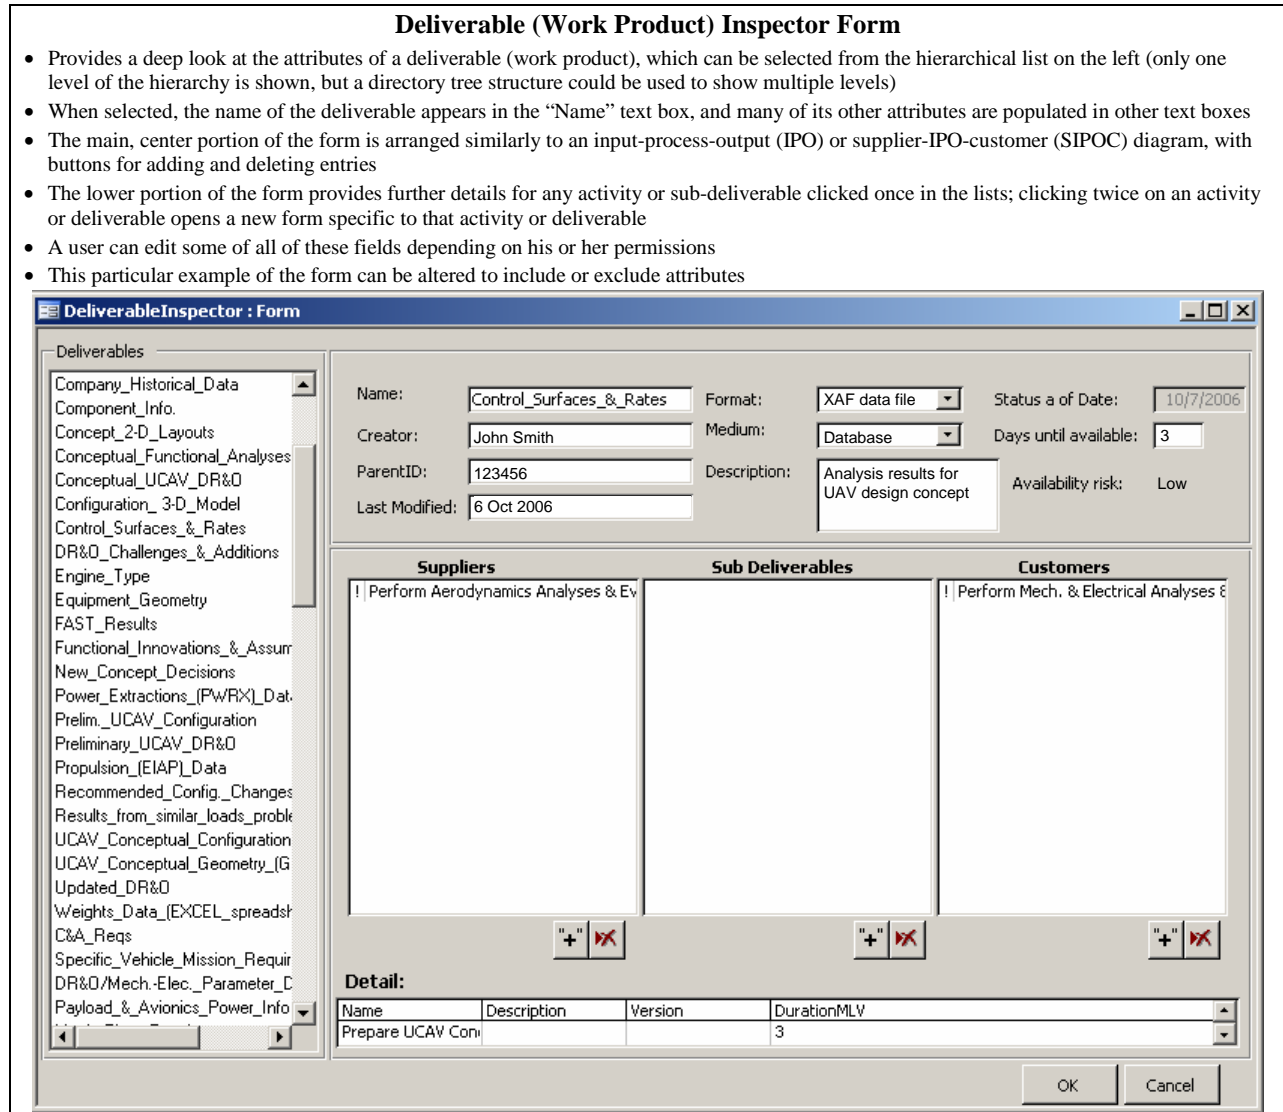 Deliverable (Work Product) Inspector Form
• Provides a deep look at the attributes of a deliverable (work product), which can be selected from the hierarchical list on the left (only one
level of the hierarchy is shown, but a directory tree structure could be used to show multiple levels)
• When selected, the name of the deliverable appears in the “Name” text box, and many of its other attributes are populated in other text boxes
• The main, center portion of the form is arranged similarly to an input-process-output (IPO) or supplier-IPO-customer (SIPOC) diagram, with
buttons for adding and deleting entries
• The lower portion of the form provides further details for any activity or sub-deliverable clicked once in the lists; clicking twice on an activity
or deliverable opens a new form specific to that activity or deliverable
• A user can edit some of all of these fields depending on his or her permissions
• This particular example of the form can be altered to include or exclude attributes
DeliverableInspector : Form
Deliverables
Company_Historical_Data
Component_Info.
Concept_2-D_Layouts
Conceptual_Functional_Analyses
Conceptual_UCAV_DR&O
Configuration_ 3-D_Model
Control_Surfaces_&_Rates
DR&O_Challenges_&_Additions
Engine_Type
Equipment_Geometry
FAST_Results
Functional_Innovations_&_Assum
New_Concept_Decisions
Power_Extractions_(PWRX)_Data
Prelim._UCAV_Configuration
Preliminary_UCAV_DR&O
Propulsion_(EIAP)_Data
Recommended_Config._Changes
Results_from_similar_loads_proble
UCAV_Conceptual_Configuration
UCAV_Conceptual_Geometry_(G
Updated_DR&O
Weights_Data_(EXCEL_spreadsh
C&A_Reqs
Specific_Vehicle_Mission_Requir
DR&O/Mech.-Elec._Parameter_D
Payload_&_Avionics_Power_Info
Name: Control_Surfaces_&_Rates Format: XAF data file Status a of Date: 10/7/2006
Creator: John Smith Medium: Database Days until available: 3
ParentID: 123456 Description: Analysis results for
UAV design concept Availability risk: Low
Last Modified: 6 Oct 2006
Suppliers Sub Deliverables Customers
! Perform Aerodynamics Analyses & Ev ! Perform Mech. & Electrical Analyses &
"+" "+" "+"
Detail:
Name Description Version DurationMLV
Prepare UCAV Con 3
OK Cancel